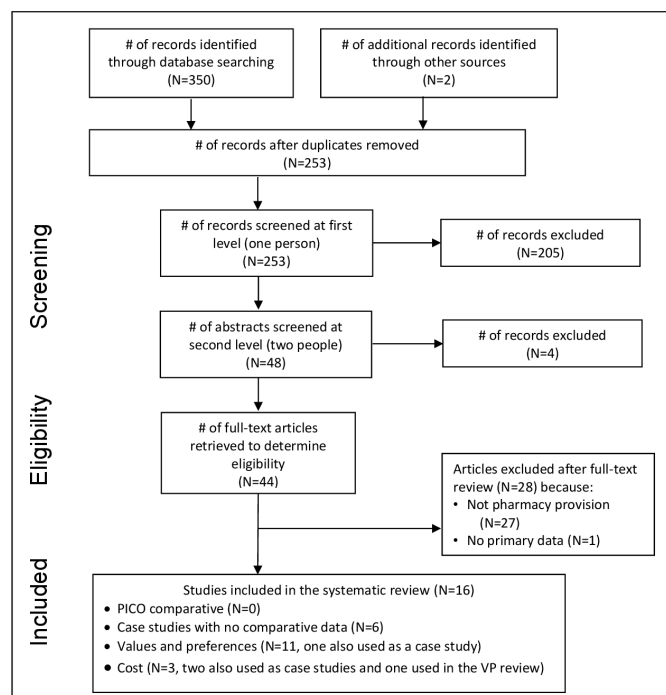 # of records identified
through database searching
(N=350)
# of additional records identified
through other sources
(N=2)
# of records after duplicates removed
(N=253)
Screening
# of records screened at first
level (one person)
(N=253)
# of records excluded
(N=205)
# of abstracts screened at
second level (two people)
(N=48)
# of records excluded
(N=4)
Eligibility
# of full-text articles
retrieved to determine
eligibility
(N=44)
Articles excluded after full-text
review (N=28) because:
• Not pharmacy provision
(N=27)
• No primary data (N=1)
Included
Studies included in the systematic review (N=16)
• PICO comparative (N=0)
• Case studies with no comparative data (N=6)
• Values and preferences (N=11, one also used as a case study)
• Cost (N=3, two also used as case studies and one used in the VP review)